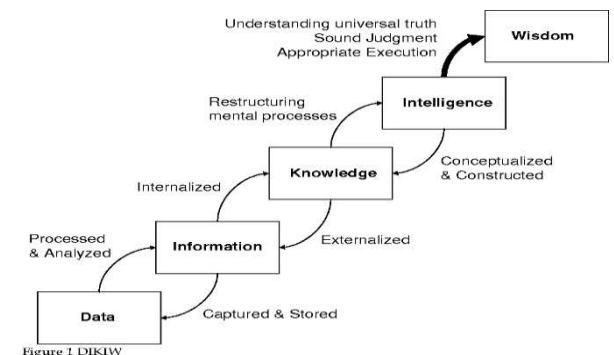 Understanding universal truth
Sound Judgment
Appropriate Execution
Wisdom
Restructuring
mental processes
Intelligence
Internalized
Knowledge
Conceptualized
& Constructed
Processed
& Analyzed
Information
Externalized
Data
Captured & Stored
Figure 1 DIKIW